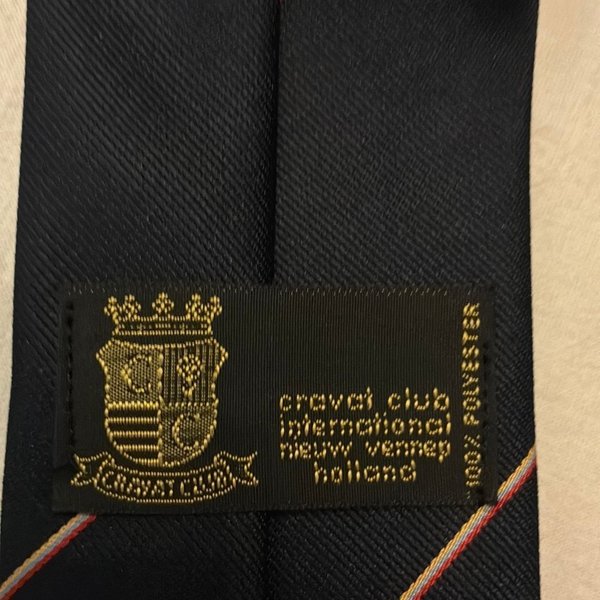 CRAVAT CLUB
cravat club
international
nieuw vennep
holland
100% POLYESTER